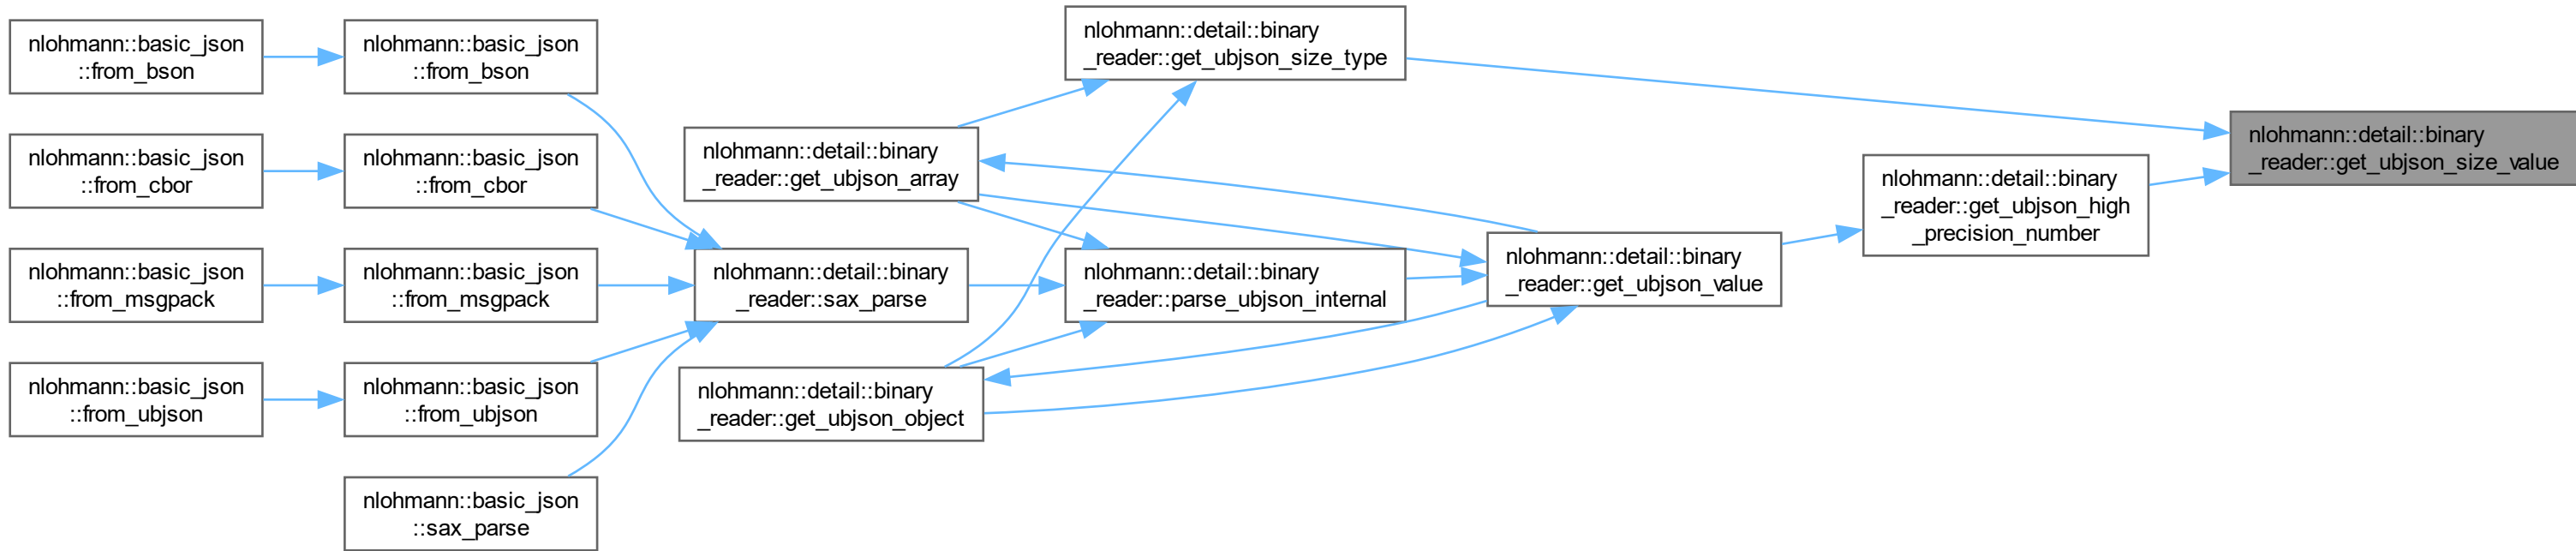 nlohmann::basic_json
::from_bson
nlohmann::basic_json
::from_bson
nlohmann::basic_json
::from_cbor
nlohmann::basic_json
::from_cbor
nlohmann::basic_json
::from_msgpack
nlohmann::basic_json
::from_msgpack
nlohmann::basic_json
::from_ubjson
nlohmann::basic_json
::from_ubjson
nlohmann::basic_json
::sax_parse
nlohmann::detail::binary
_reader::get_ubjson_array
nlohmann::detail::binary
_reader::sax_parse
nlohmann::detail::binary
_reader::get_ubjson_object
nlohmann::detail::binary
_reader::get_ubjson_size_type
nlohmann::detail::binary
_reader::parse_ubjson_internal
nlohmann::detail::binary
_reader::get_ubjson_value
nlohmann::detail::binary
_reader::get_ubjson_high
_precision_number
nlohmann::detail::binary
_reader::get_ubjson_size_value